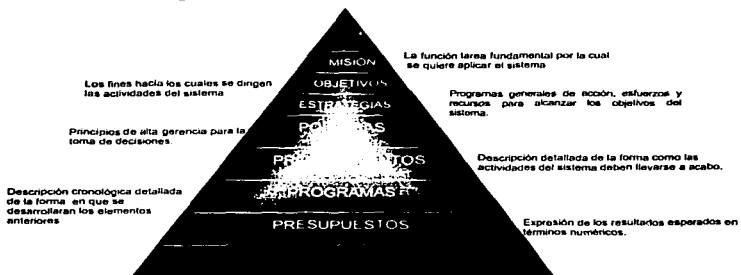 MISIÓN
La función tarea fundamental por la cual
se quiere aplicar el sistema
Los fines hacia los cuales se dirigen
las actividades del sistema
OBJETIVOS
ESTRATEGIAS
Programas generales de acción, esfuerzos y
recursos para alcanzar los objetivos del
sistema.
Principios de alta gerencia para la
toma de decisiones.
Descripción detallada de la forma como las
actividades del sistema deben llevarse a acabo.
Descripción cronológica detallada
de la forma en que se
desarrollaran los elementos
anteriores
PROGRAMAS
PRESUPUESTOS
Expresión de los resultados esperados en
términos numéricos.